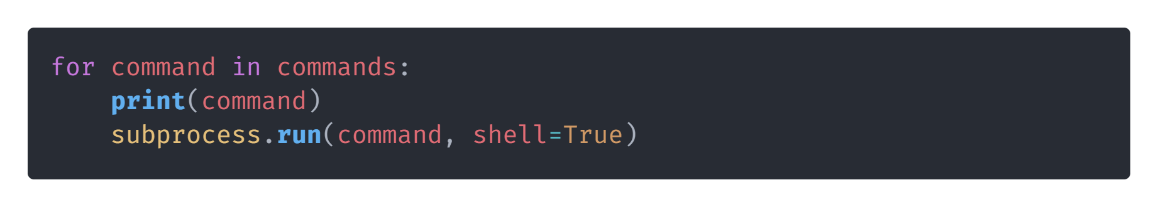 for command in commands:
    print(command)
    subprocess.run(command, shell=True)